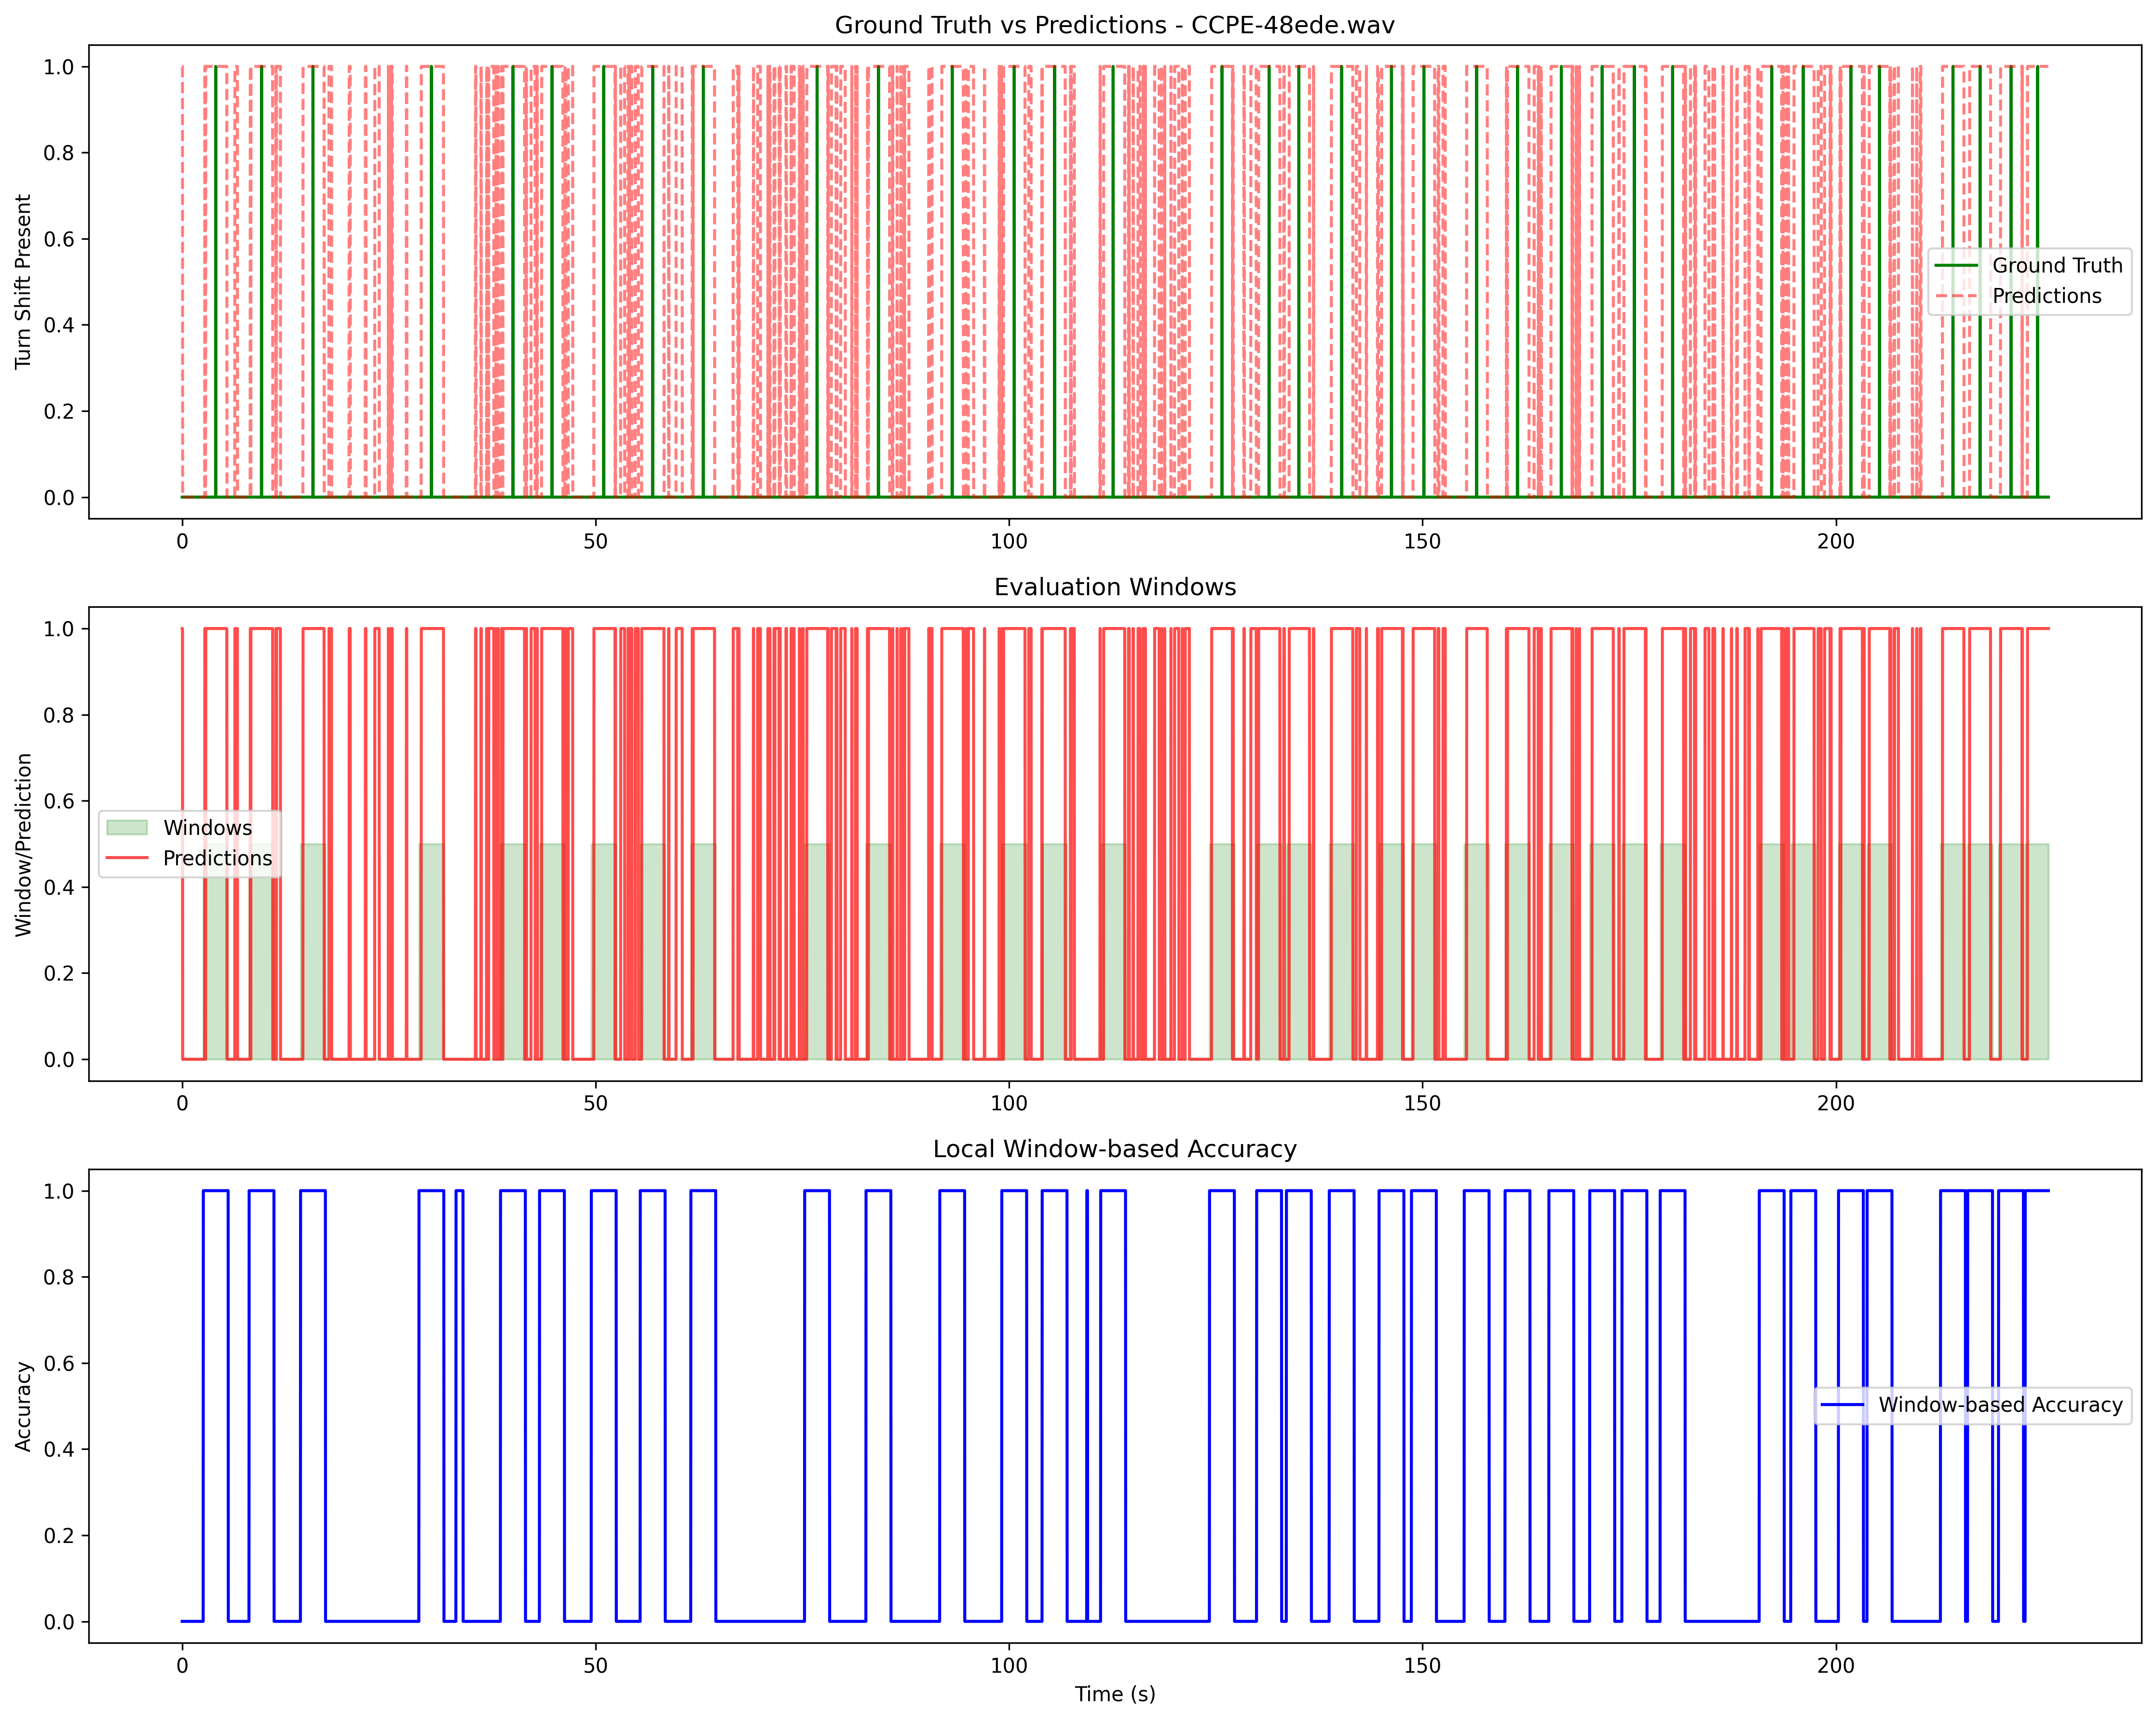 Ground Truth vs Predictions - CCPE-48ede.wav
1.0
0.8
0.6
0.4
0.2
0.0
Turn Shift Present
Ground Truth
Predictions
0
50
100
150
200
Evaluation Windows
1.0
0.8
0.6
0.4
0.2
0.0
Window/Prediction
Windows
Predictions
0
50
100
150
200
Local Window-based Accuracy
1.0
0.8
0.6
0.4
0.2
0.0
Accuracy
Window-based Accuracy
0
50
100
150
200
Time (s)